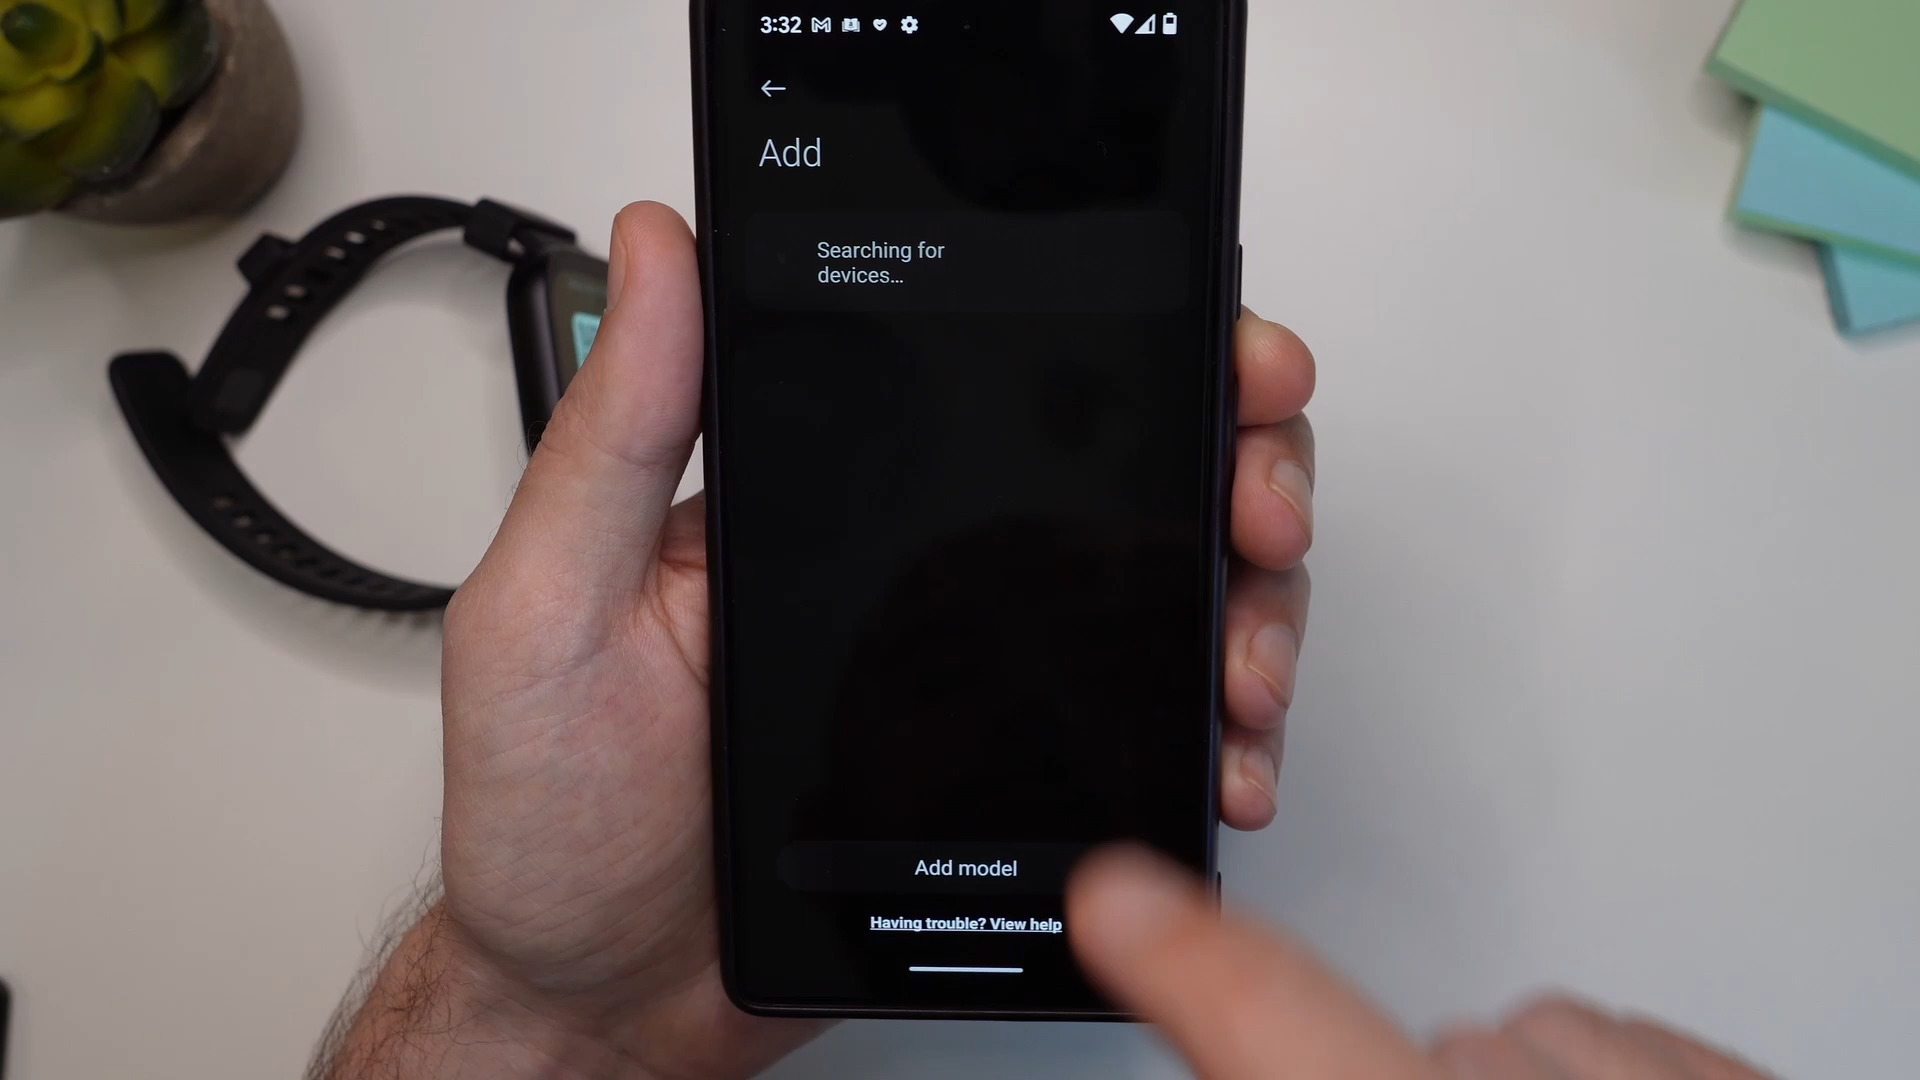 3:32
Add
Searching for
devices...
Add model
Having trouble? View help